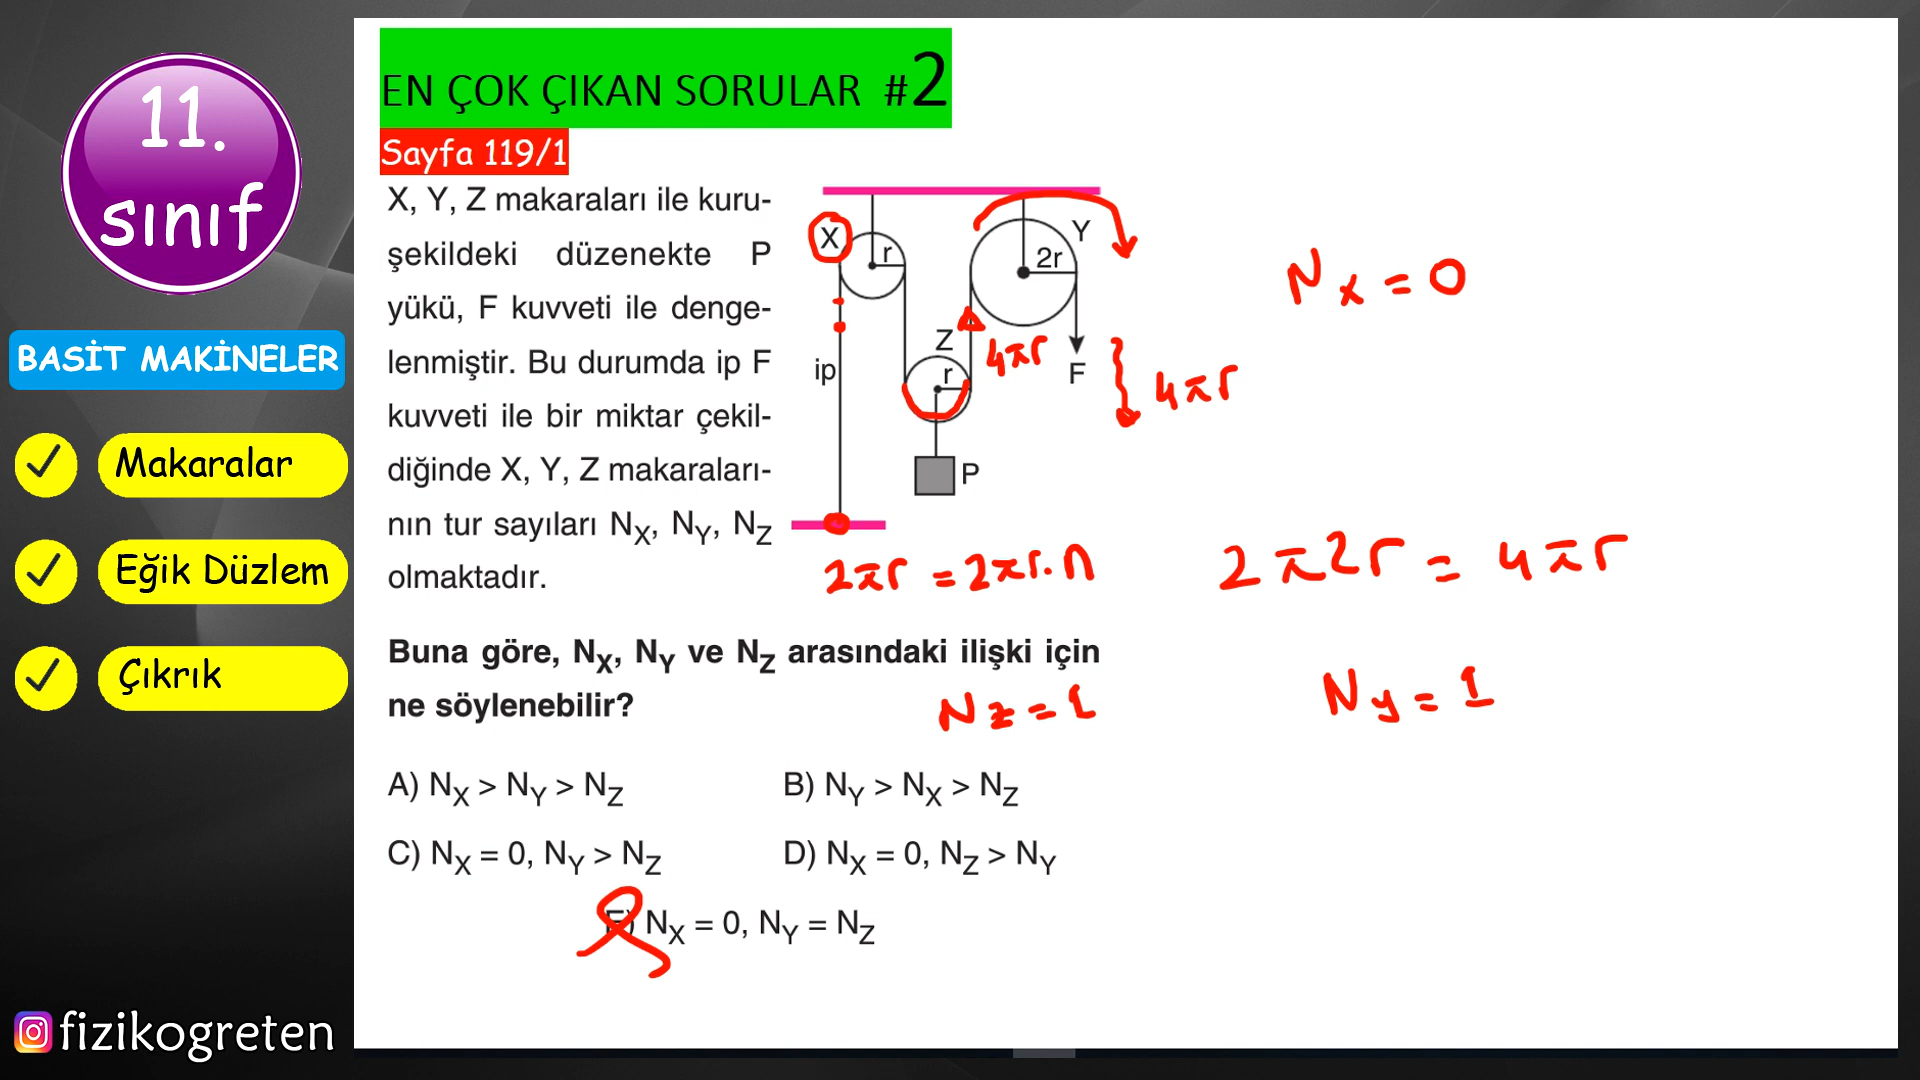 11.
sınıf
BASİT MAKİNELER
Makaralar
Eğik Düzlem
Çıkrık
fizikogreten
EN ÇOK ÇIKAN SORULAR #2
Sayfa 119/1
X, Y, Z makaraları ile kuru-
şekildeki düzenekte P
yükü, F kuvveti ile denge-
lenmiştir. Bu durumda ip F
kuvveti ile bir miktar çekil-
diğinde X, Y, Z makaraları-
nın tur sayıları NX, NY, NZ
olmaktadır.
X
r
Y
2r
Z
r
ip
F
P
4πr
4πr
Nx = 0
2πr = 2πr.n
2π2r = 4πr
Buna göre, NX, NY ve NZ arasındaki ilişki için
ne söylenebilir?
Nz = 1
Ny = 1
A) NX > NY > NZ
B) NY > NX > NZ
C) NX = 0, NY > NZ
D) NX = 0, NZ > NY
E) NX = 0, NY = NZ